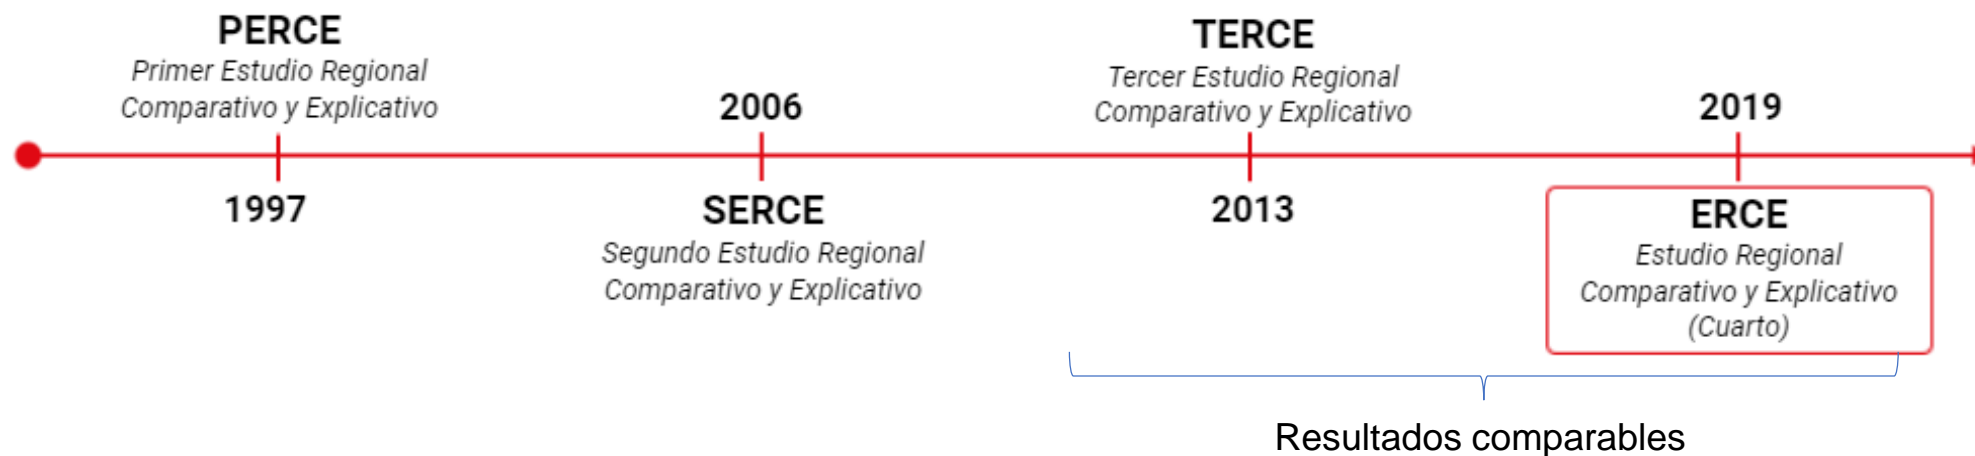 PERCE
Primer Estudio Regional
Comparativo y Explicativo
1997
2006
SERCE
Segundo Estudio Regional
Comparativo y Explicativo
TERCE
Tercer Estudio Regional
Comparativo y Explicativo
2013
2019
ERCE
Estudio Regional
Comparativo y Explicativo
(Cuarto)
Resultados comparables